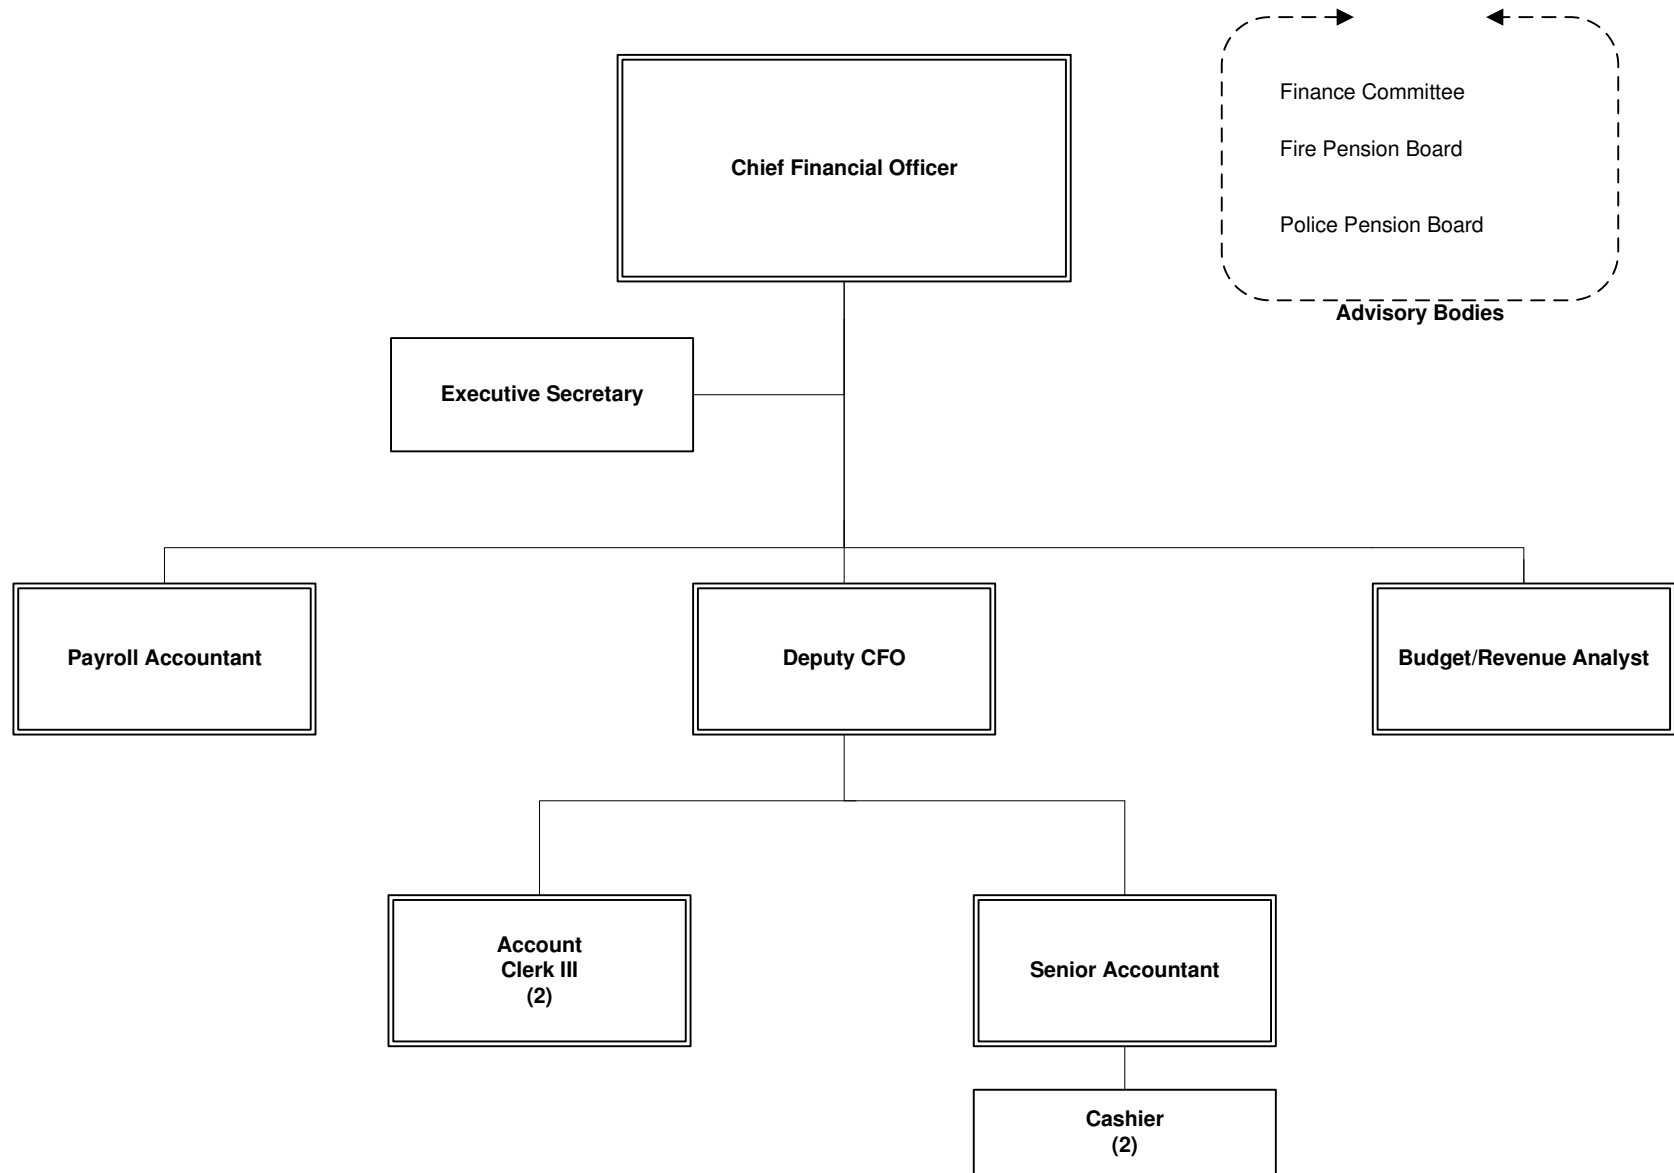 Chief Financial Officer
Finance Committee
Fire Pension Board
Police Pension Board
Advisory Bodies
Executive Secretary
Payroll Accountant
Deputy CFO
Budget/Revenue Analyst
Account
Clerk III
(2)
Senior Accountant
Cashier
(2)